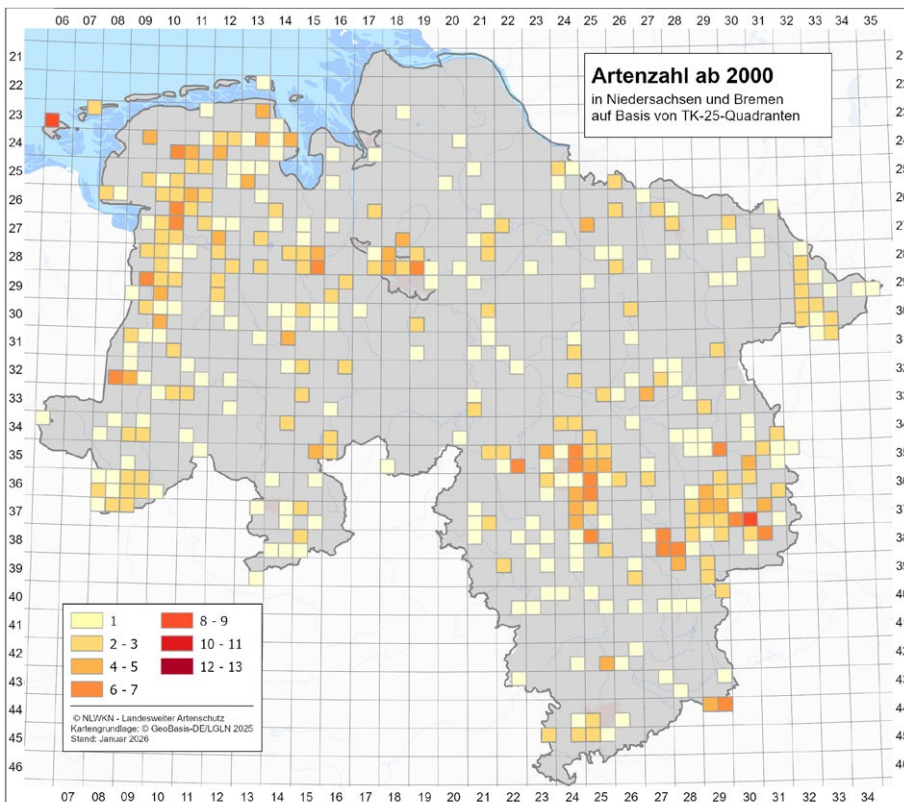 06 07 08 09 10 11 12 13 14 15 16 17 18 19 20 21 22 23 24 25 26 27 28 29 30 31 32 33 34 35
21
22
23
24
25
26
27
28
29
30
31
32
33
34
35
36
37
38
39
40
41
42
43
44
45
46
Artenzahl ab 2000
in Niedersachsen und Bremen
auf Basis von TK-25-Quadranten
1
2 - 3
4 - 5
6 - 7
8 - 9
10 - 11
12 - 13
© NLWKN - Landesweiter Artenschutz
Kartengrundlage: © GeoBasis-DE/LGLN 2025
Stand: Januar 2026
07 08 09 10 11 12 13 14 15 16 17 18 19 20 21 22 23 24 25 26 27 28 29 30 31 32 33 34 35